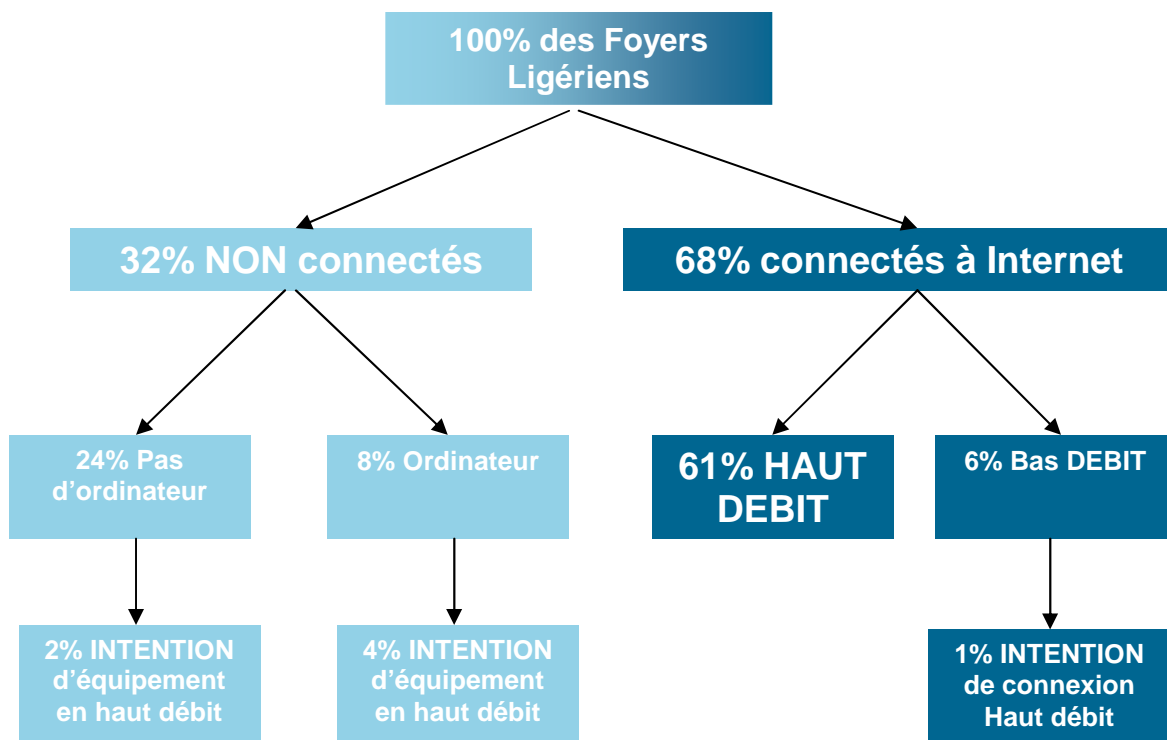 100% des Foyers
Ligériens
32% NON connectés
68% connectés à Internet
24% Pas
d’ordinateur
8% Ordinateur
61% HAUT
DEBIT
6% Bas DEBIT
2% INTENTION
d’équipement
en haut débit
4% INTENTION
d’équipement
en haut débit
1% INTENTION
de connexion
Haut débit